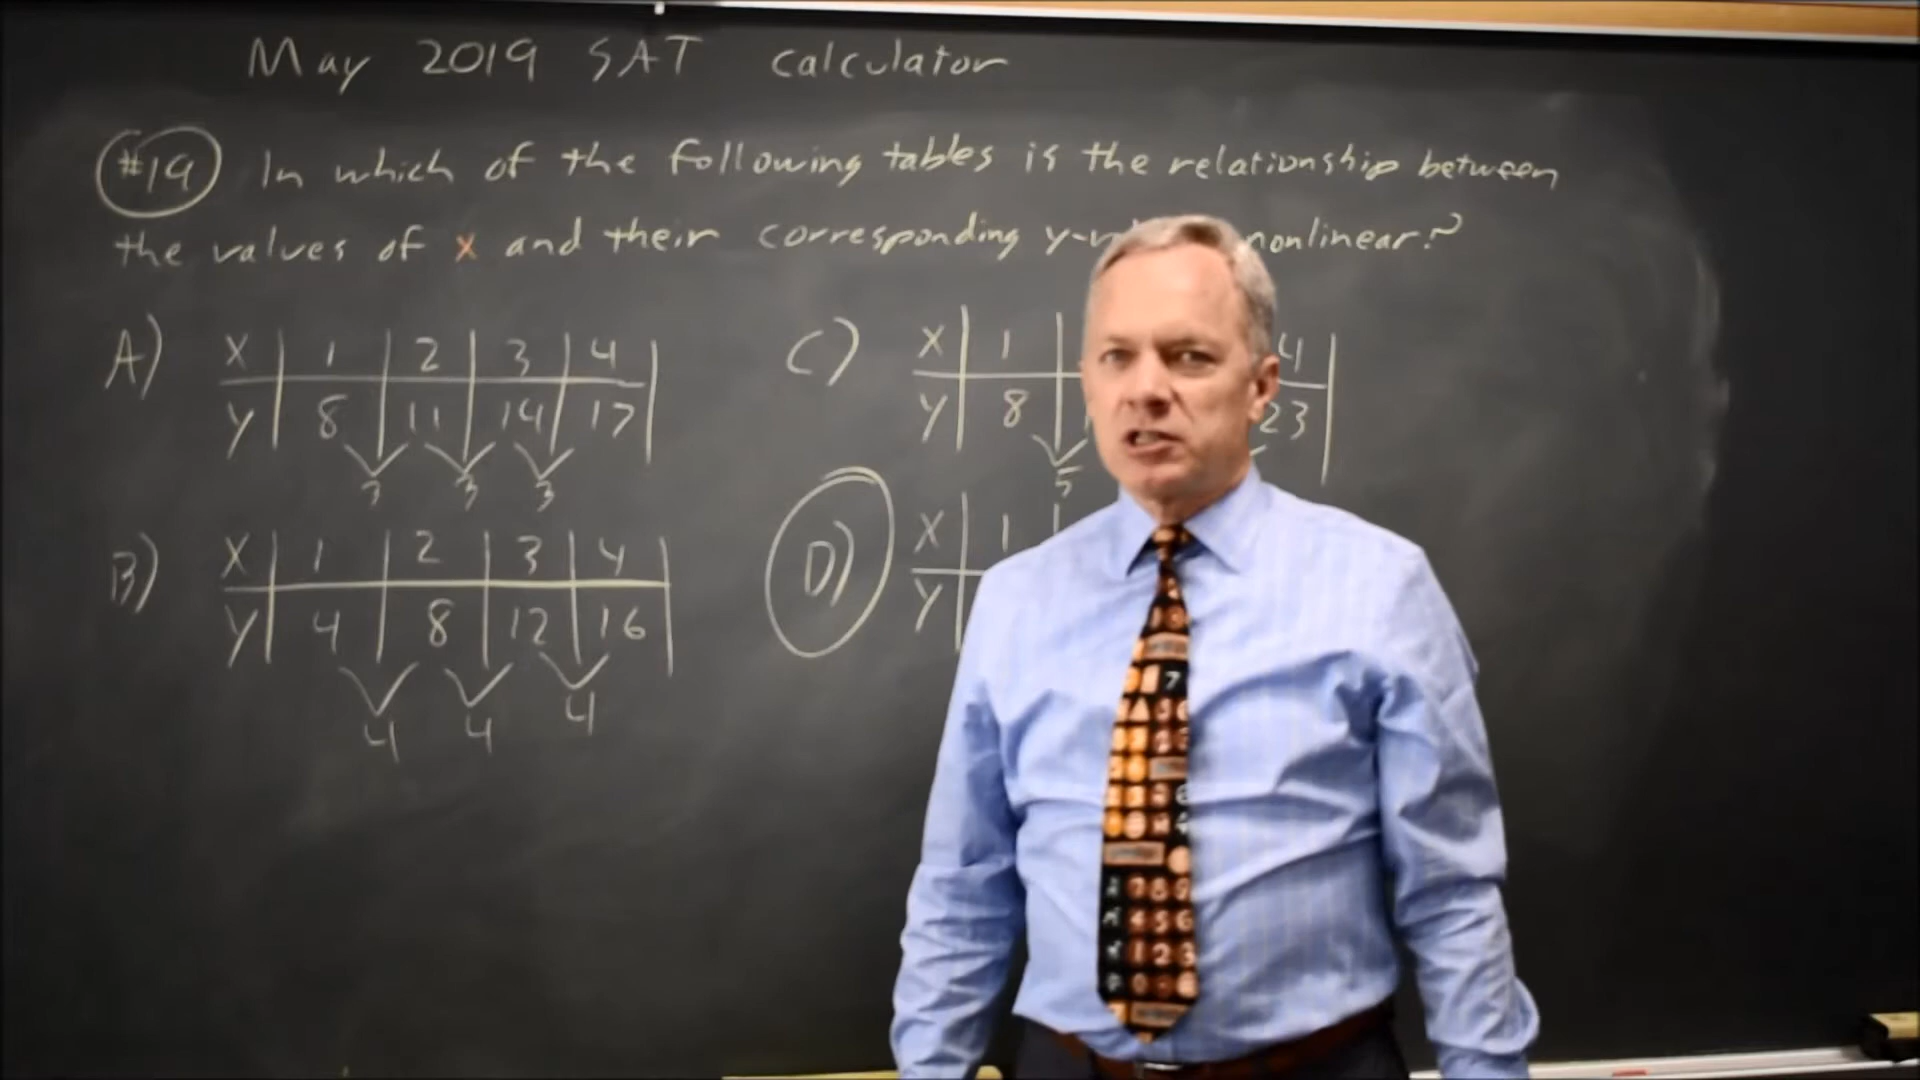 May 2019 SAT calculator
#19 In which of the following tables is the relationship between
the values of x and their corresponding nonlinear?
A) x 1 2 3 4
y 8 11 14 17
3 3 3
B) x 1 2 3 4
y 4 8 12 16
4 4 4
C) x 1 4
y 8 23
5
D) x 1
y